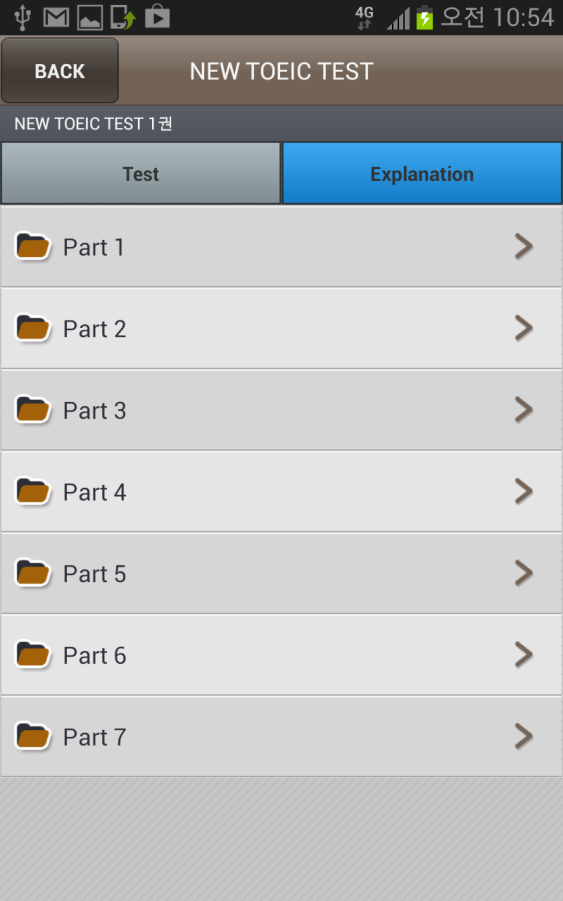 4G 오전 10:54
BACK NEW TOEIC TEST
NEW TOEIC TEST 1권
Test Explanation
Part 1
Part 2
Part 3
Part 4
Part 5
Part 6
Part 7